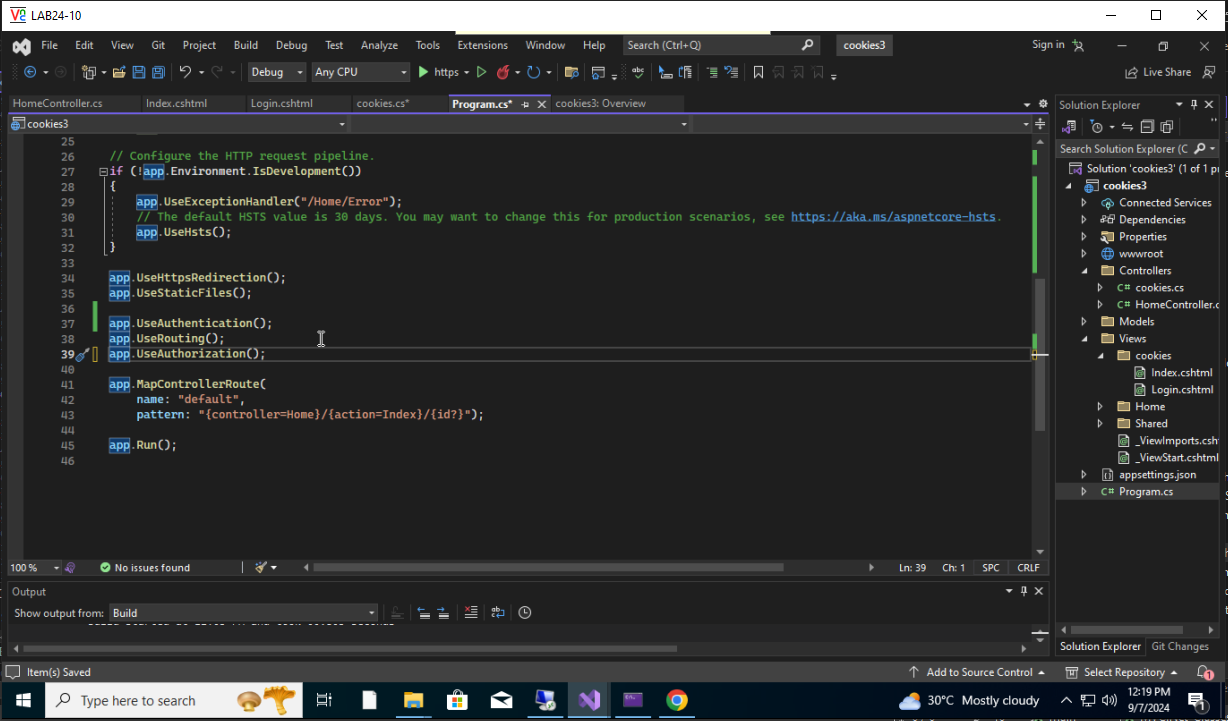 LAB24-10
File Edit View Git Project Build Debug Test Analyze Tools Extensions Window Help Search (Ctrl+Q) cookies3 Sign in
Debug Any CPU https Live Share
HomeController.cs Index.cshtml Login.cshtml cookies.cs* Program.cs* cookies3: Overview
cookies3
25
26 // Configure the HTTP request pipeline.
27 if (!app.Environment.IsDevelopment())
28 {
29 app.UseExceptionHandler("/Home/Error");
30 // The default HSTS value is 30 days. You may want to change this for production scenarios, see https://aka.ms/aspnetcore-hsts.
31 app.UseHsts();
32 }
33
34 app.UseHttpsRedirection();
35 app.UseStaticFiles();
36
37 app.UseAuthentication();
38 app.UseRouting();
39 app.UseAuthorization();
40
41 app.MapControllerRoute(
42 name: "default",
43 pattern: "{controller=Home}/{action=Index}/{id?}");
44
45 app.Run();
46
100 % No issues found Ln: 39 Ch: 1 SPC CRLF
Output
Show output from: Build
Solution Explorer
Search Solution Explorer (C
Solution 'cookies3' (1 of 1 p
cookies3
Connected Services
Dependencies
Properties
wwwroot
Controllers
C# cookies.cs
C# HomeController.c
Models
Views
cookies
Index.cshtml
Login.cshtml
Home
Shared
_ViewImports.csh
_ViewStart.cshtml
appsettings.json
C# Program.cs
Solution Explorer Git Changes
Item(s) Saved Add to Source Control Select Repository 1
Type here to search 30°C Mostly cloudy 12:19 PM
9/7/2024 1